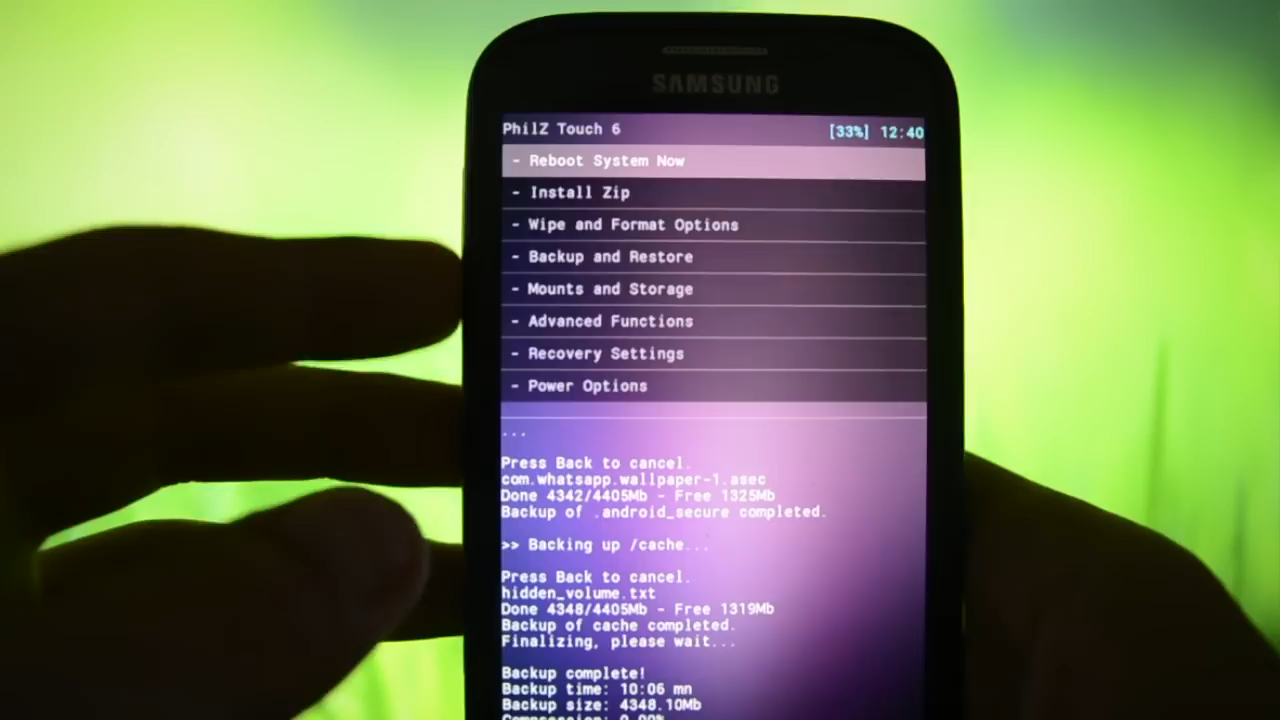 SAMSUNG
PhilZ Touch 6 [33%] 12:40
- Reboot System Now
- Install Zip
- Wipe and Format Options
- Backup and Restore
- Mounts and Storage
- Advanced Functions
- Recovery Settings
- Power Options
...
Press Back to cancel.
com.whatsapp.wallpaper-1.asec
Done 4342/4405Mb - Free 1325Mb
Backup of .android_secure completed.
>> Backing up /cache...
Press Back to cancel.
hidden_volume.txt
Done 4348/4405Mb - Free 1319Mb
Backup of cache completed.
Finalizing, please wait...
Backup complete!
Backup time: 10:06 mn
Backup size: 4348.10Mb
Compression: 0.00%